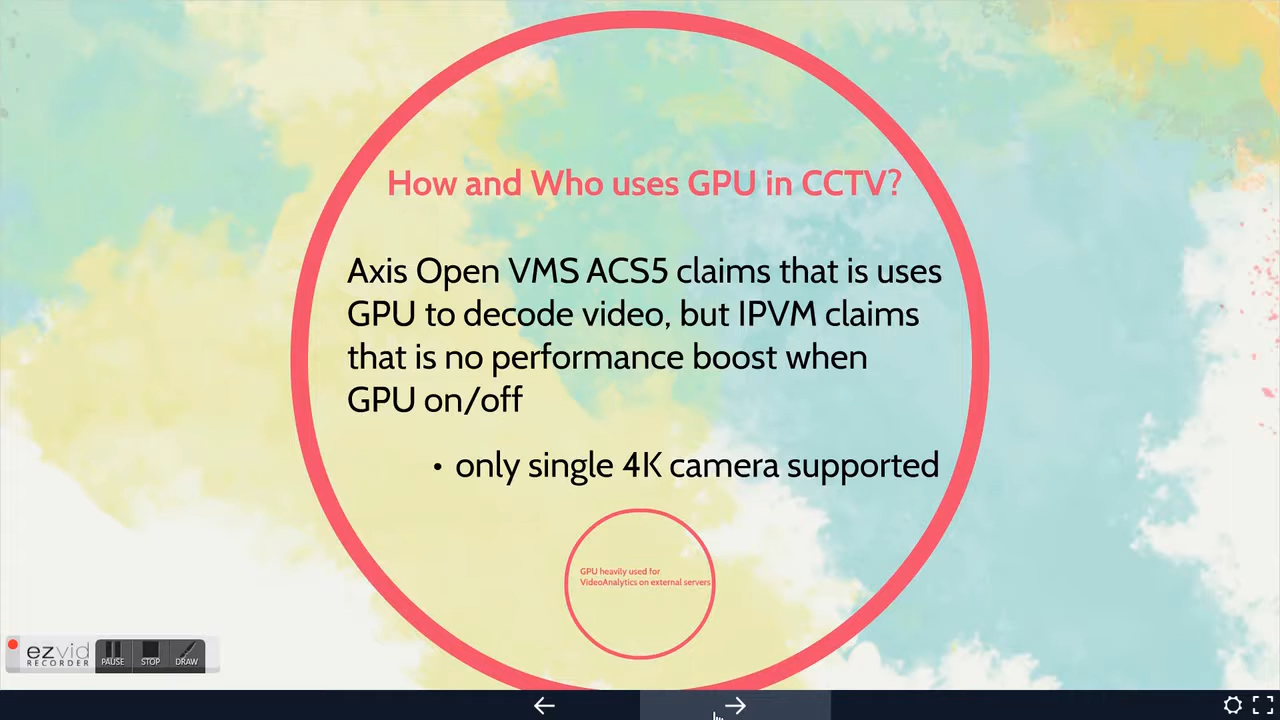 How and Who uses GPU in CCTV?
Axis Open VMS ACS5 claims that is uses
GPU to decode video, but IPVM claims
that is no performance boost when
GPU on/off
• only single 4K camera supported
GPU heavily used for
VideoAnalytics on external servers
ezvid
RECORDER
PAUSE STOP DRAW